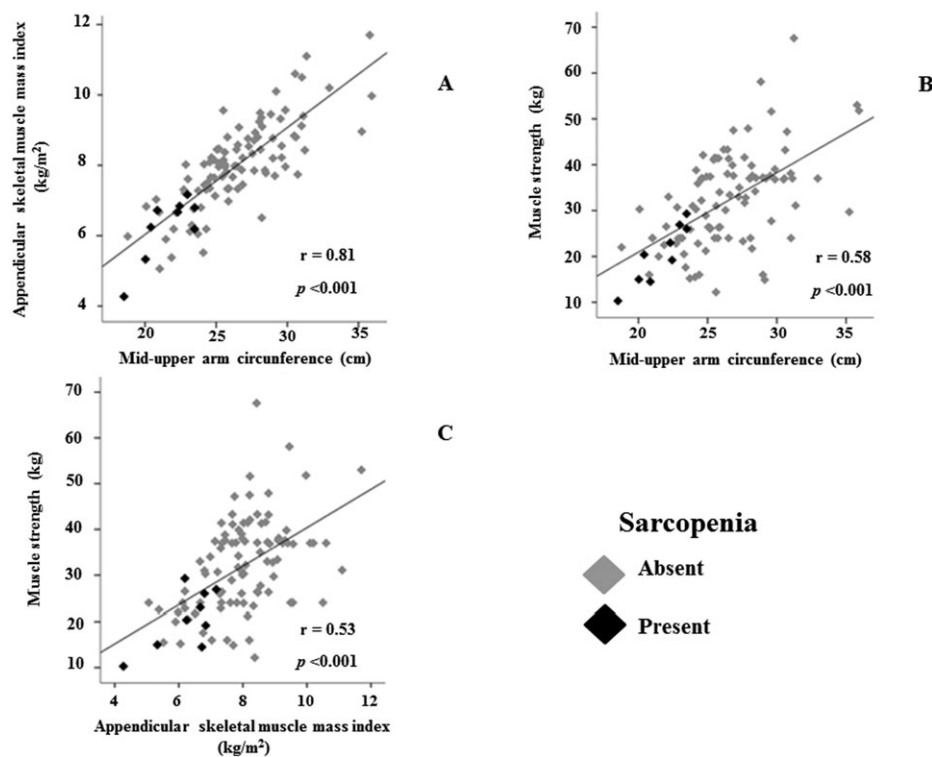 A
Appendicular skeletal muscle mass index
(kg/m²)
12
10
8
6
4
r = 0.81
p <0.001
20
25
30
35
Mid-upper arm circunference (cm)
B
Muscle strength (kg)
70
60
50
40
30
20
10
r = 0.58
p <0.001
20
25
30
35
Mid-upper arm circunference (cm)
C
Muscle strength (kg)
70
60
50
40
30
20
10
r = 0.53
p <0.001
4
6
8
10
12
Appendicular skeletal muscle mass index
(kg/m²)
Sarcopenia
Absent
Present